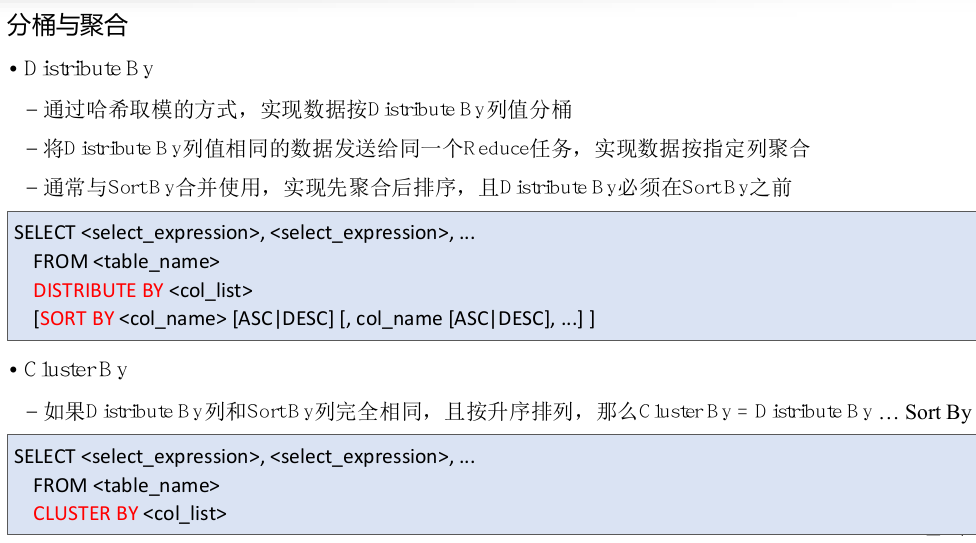 分桶与聚合
• Distribute By
– 通过哈希取模的方式，实现数据按Distribute By列值分桶
– 将Distribute By列值相同的数据发送给同一个Reduce任务，实现数据按指定列聚合
– 通常与Sort By合并使用，实现先聚合后排序，且Distribute By必须在Sort By之前
SELECT <select_expression>, <select_expression>, ...
FROM <table_name>
DISTRIBUTE BY <col_list>
[SORT BY <col_name> [ASC|DESC] [, col_name [ASC|DESC], ...] ]
• Cluster By
– 如果Distribute By列和Sort By列完全相同，且按升序排列，那么Cluster By = Distribute By … Sort By
SELECT <select_expression>, <select_expression>, ...
FROM <table_name>
CLUSTER BY <col_list>